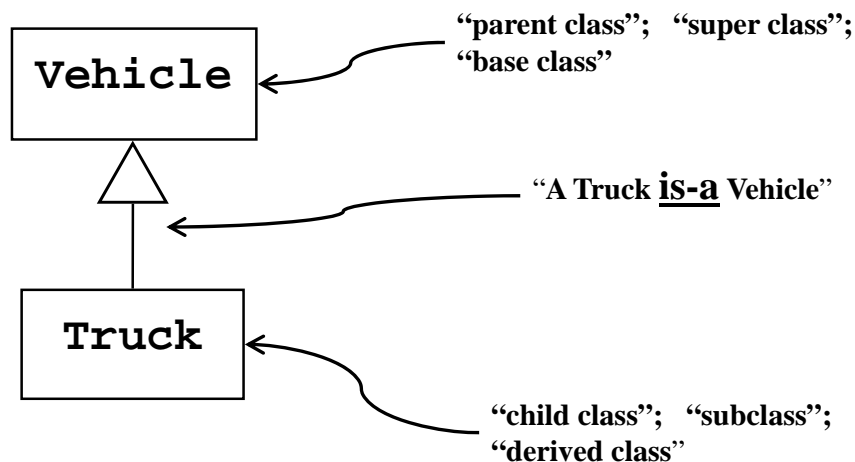 “parent class”; “super class”;
“base class”
Vehicle
“A Truck is-a Vehicle”
Truck
“child class”; “subclass”;
“derived class”